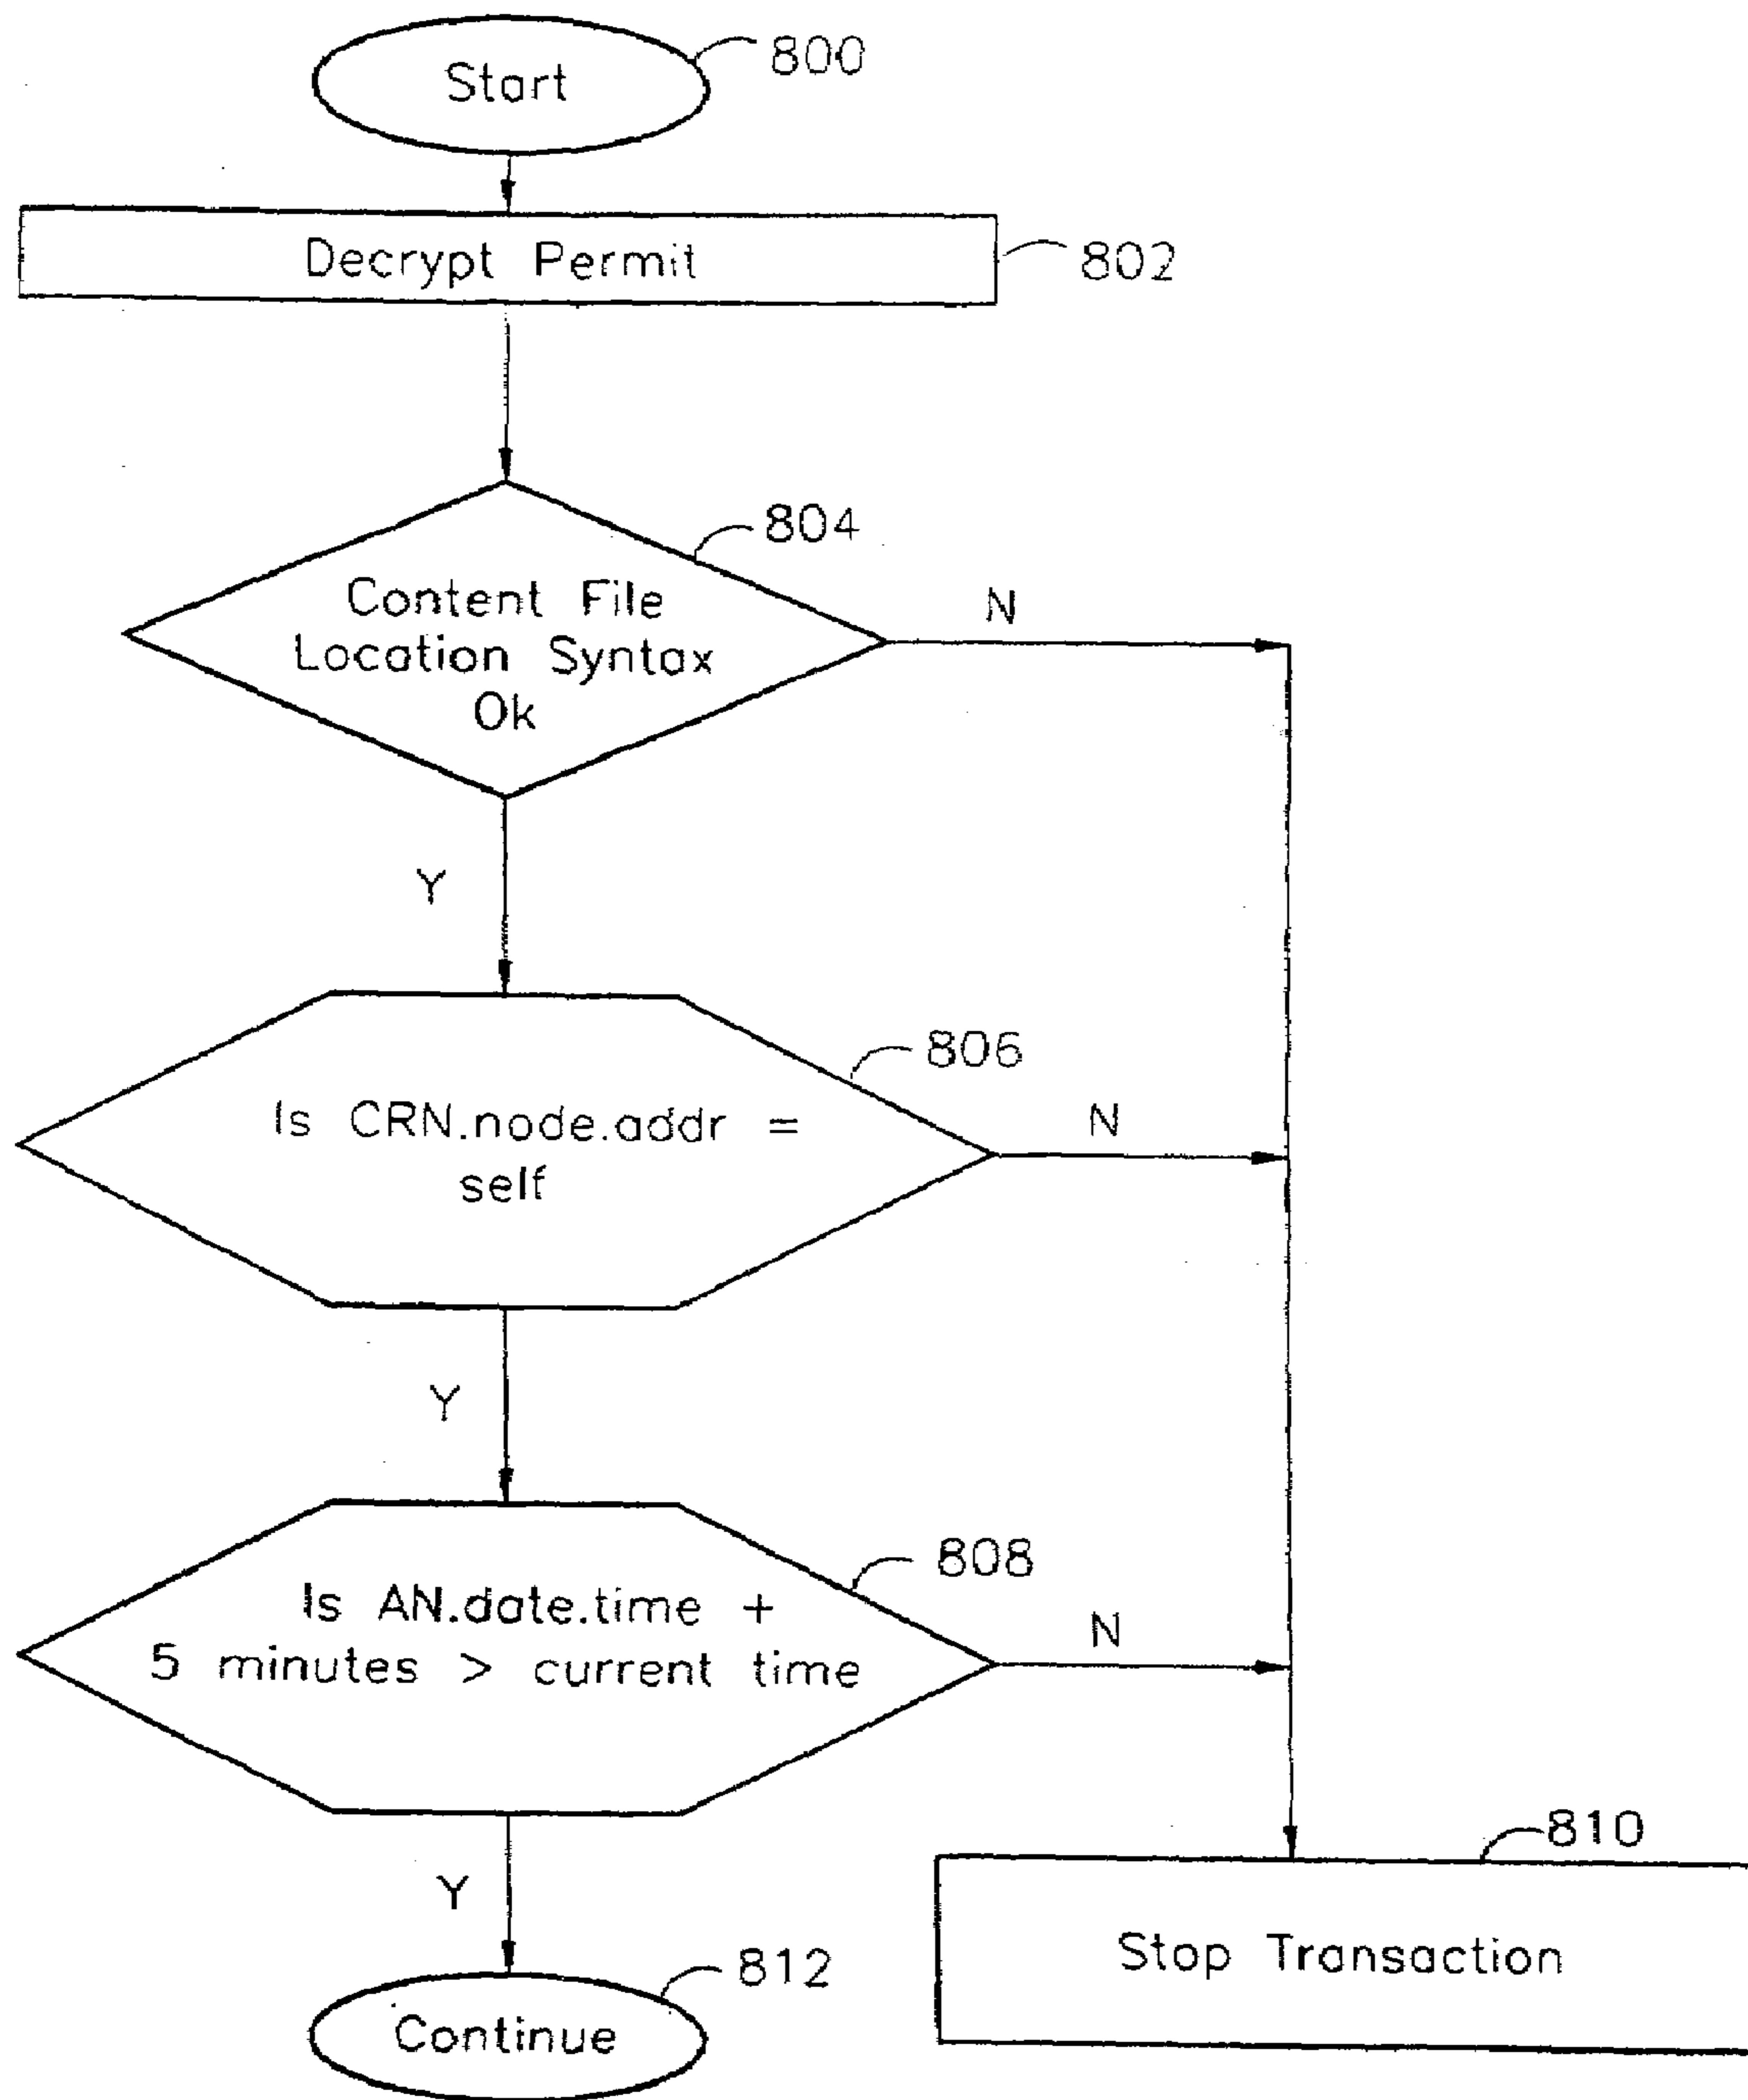 Start
800
Decrypt Permit
802
804
Content File
Location Syntax
Ok
N
Y
806
Is CRN.node.addr =
self
N
Y
808
Is AN.date.time +
5 minutes > current time
N
Y
810
Stop Transaction
812
Continue